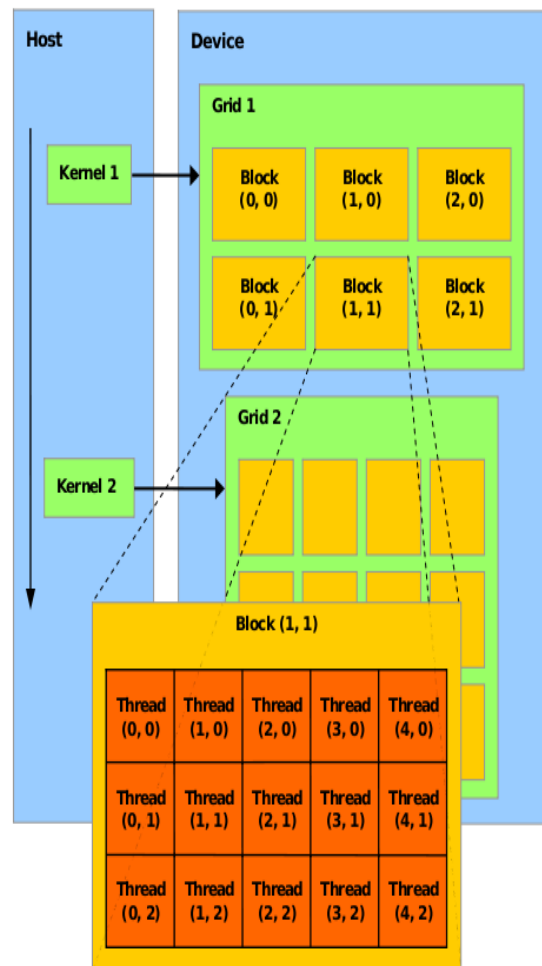 Host
Device
Grid 1
Kernel 1
Block
(0, 0)
Block
(1, 0)
Block
(2, 0)
Block
(0, 1)
Block
(1, 1)
Block
(2, 1)
Grid 2
Kernel 2
Block (1, 1)
Thread
(0, 0)
Thread
(1, 0)
Thread
(2, 0)
Thread
(3, 0)
Thread
(4, 0)
Thread
(0, 1)
Thread
(1, 1)
Thread
(2, 1)
Thread
(3, 1)
Thread
(4, 1)
Thread
(0, 2)
Thread
(1, 2)
Thread
(2, 2)
Thread
(3, 2)
Thread
(4, 2)